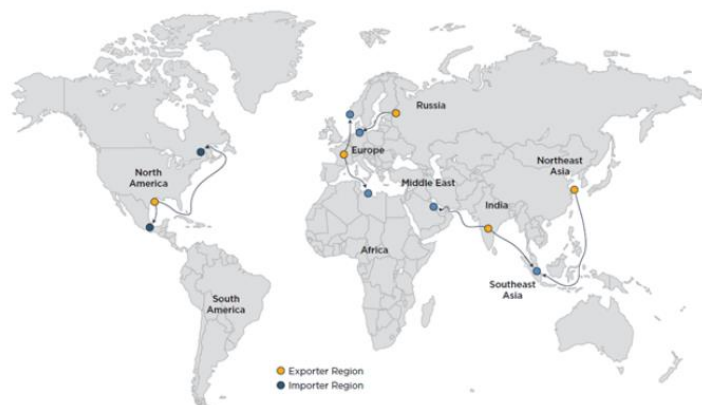 Russia
Europe
North
America
Northeast
Asia
Middle East
India
Africa
Southeast
Asia
South
America
Exporter Region
Importer Region